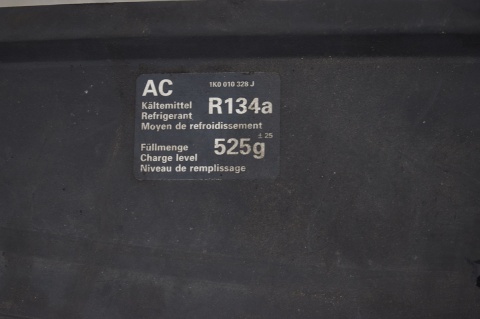 AC 1K0 010 328 J
Kältemittel R134a
Refrigerant
Moyen de refroidissement
Füllmenge 525g ±25
Charge level
Niveau de remplissage